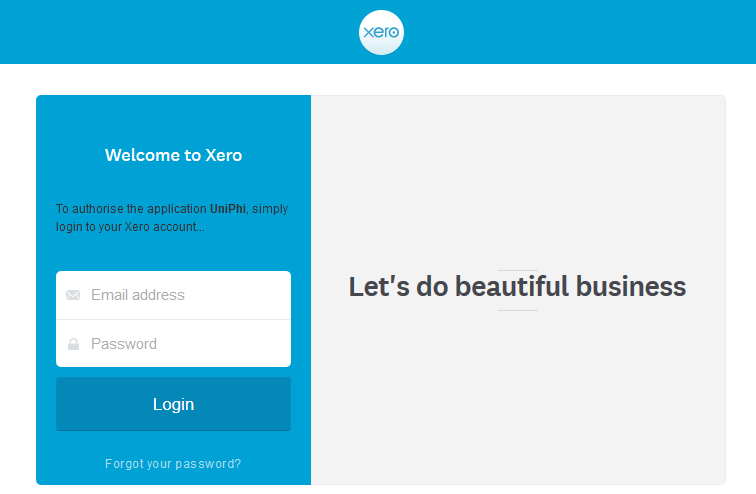 xero
Welcome to Xero
To authorise the application UniPhi, simply
login to your Xero account...
Email address
Password
Login
Forgot your password?
Let's do beautiful business